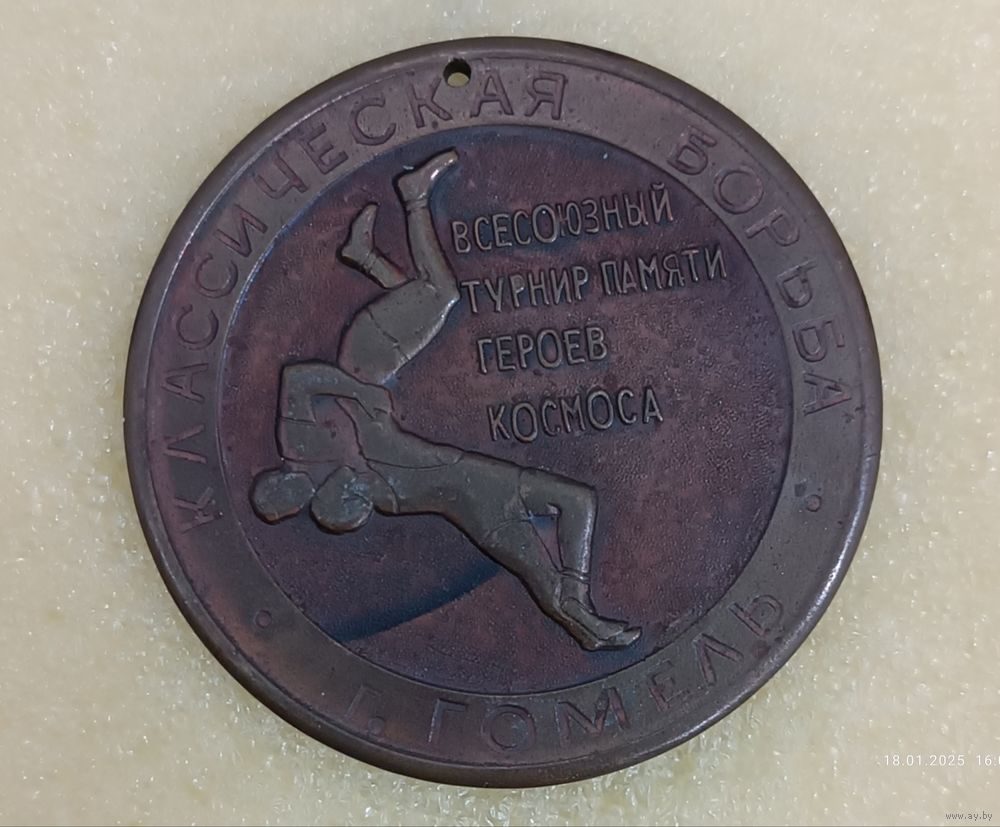 КЛАССИЧЕСКАЯ БОРЬБА
ВСЕСОЮЗНЫЙ
ТУРНИР ПАМЯТИ
ГЕРОЕВ
КОСМОСА
Г. ГОМЕЛЬ
18.01.2025 16:0
www.ay.by